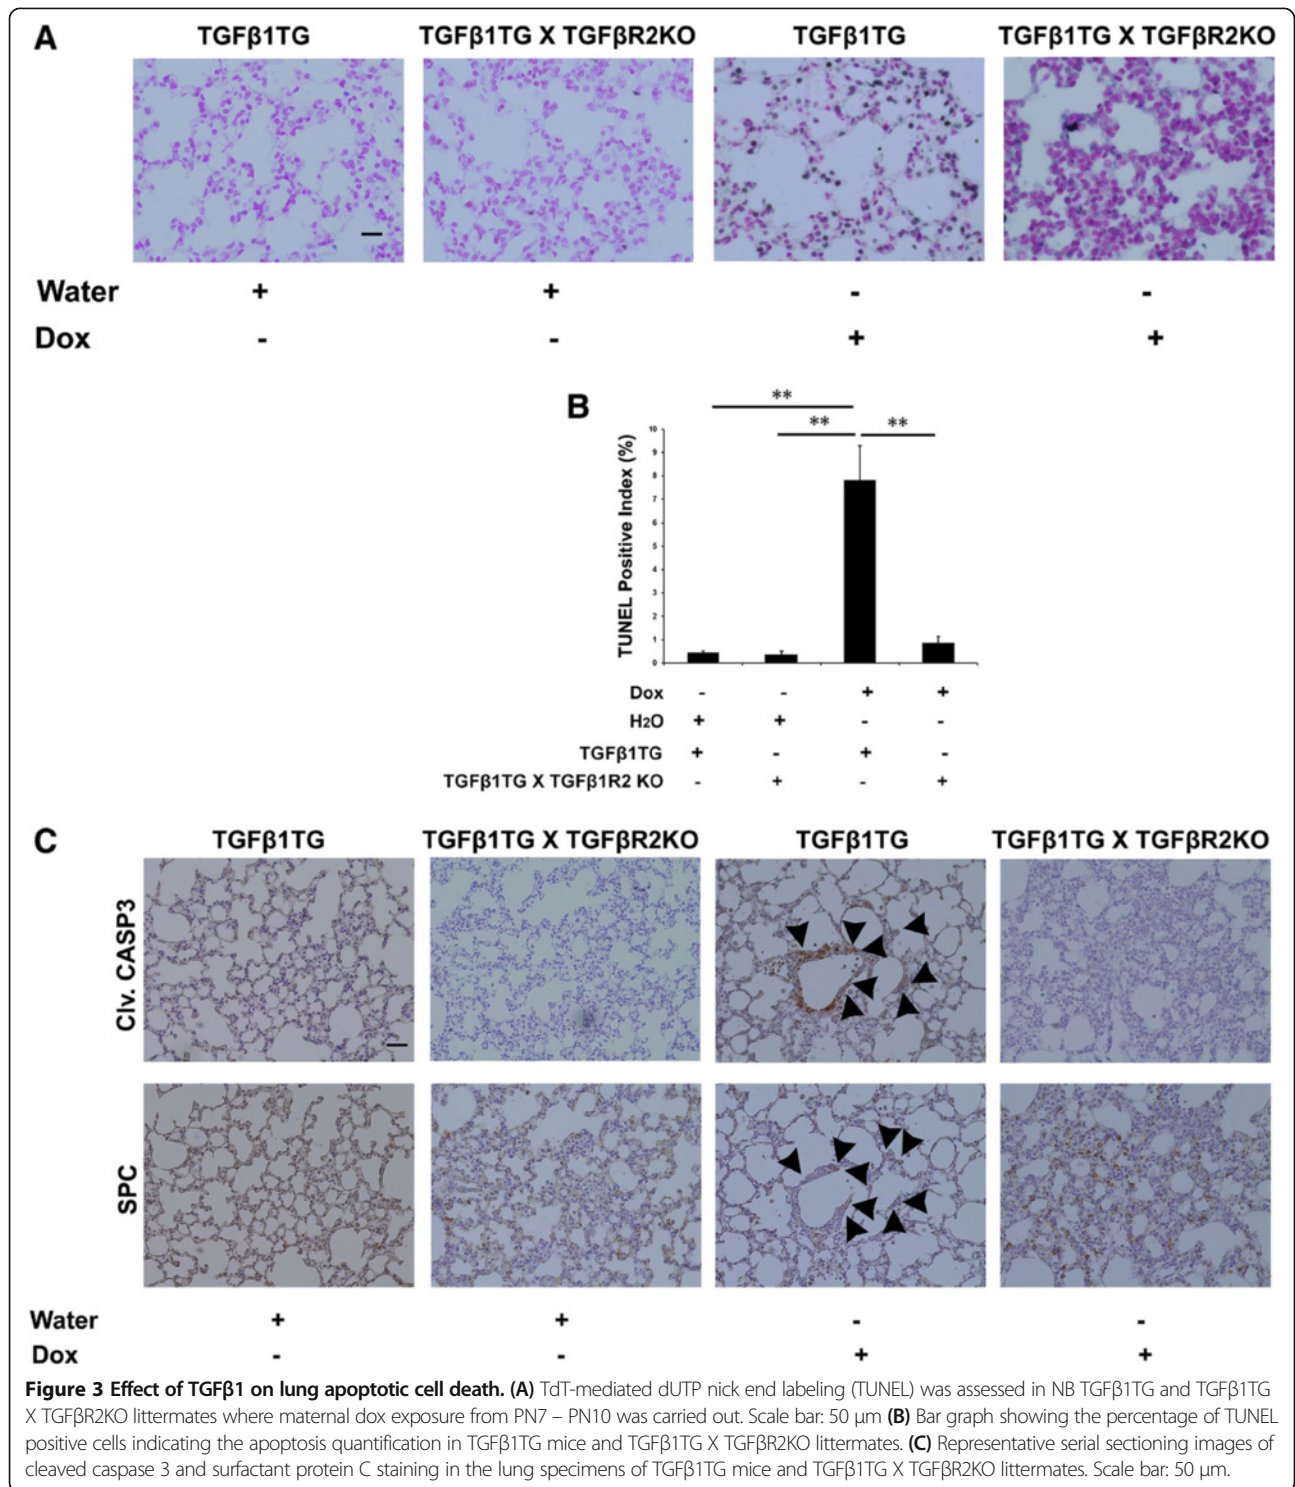 A
TGFβ1TG TGFβ1TG X TGFβR2KO TGFβ1TG TGFβ1TG X TGFβR2KO
Water + + - -
Dox - - + +
B
** ** **
TUNEL Positive Index (%)
10
9
8
7
6
5
4
3
2
1
0
Dox - - + +
H2O + + - -
TGFβ1TG + - + -
TGFβ1TG X TGFβ1R2 KO - + - +
C
TGFβ1TG TGFβ1TG X TGFβR2KO TGFβ1TG TGFβ1TG X TGFβR2KO
Clv. CASP3
SPC
Water + + - -
Dox - - + +
Figure 3 Effect of TGFβ1 on lung apoptotic cell death. (A) TdT-mediated dUTP nick end labeling (TUNEL) was assessed in NB TGFβ1TG and TGFβ1TG
X TGFβR2KO littermates where maternal dox exposure from PN7 – PN10 was carried out. Scale bar: 50 μm (B) Bar graph showing the percentage of TUNEL
positive cells indicating the apoptosis quantification in TGFβ1TG mice and TGFβ1TG X TGFβR2KO littermates. (C) Representative serial sectioning images of
cleaved caspase 3 and surfactant protein C staining in the lung specimens of TGFβ1TG mice and TGFβ1TG X TGFβR2KO littermates. Scale bar: 50 μm.